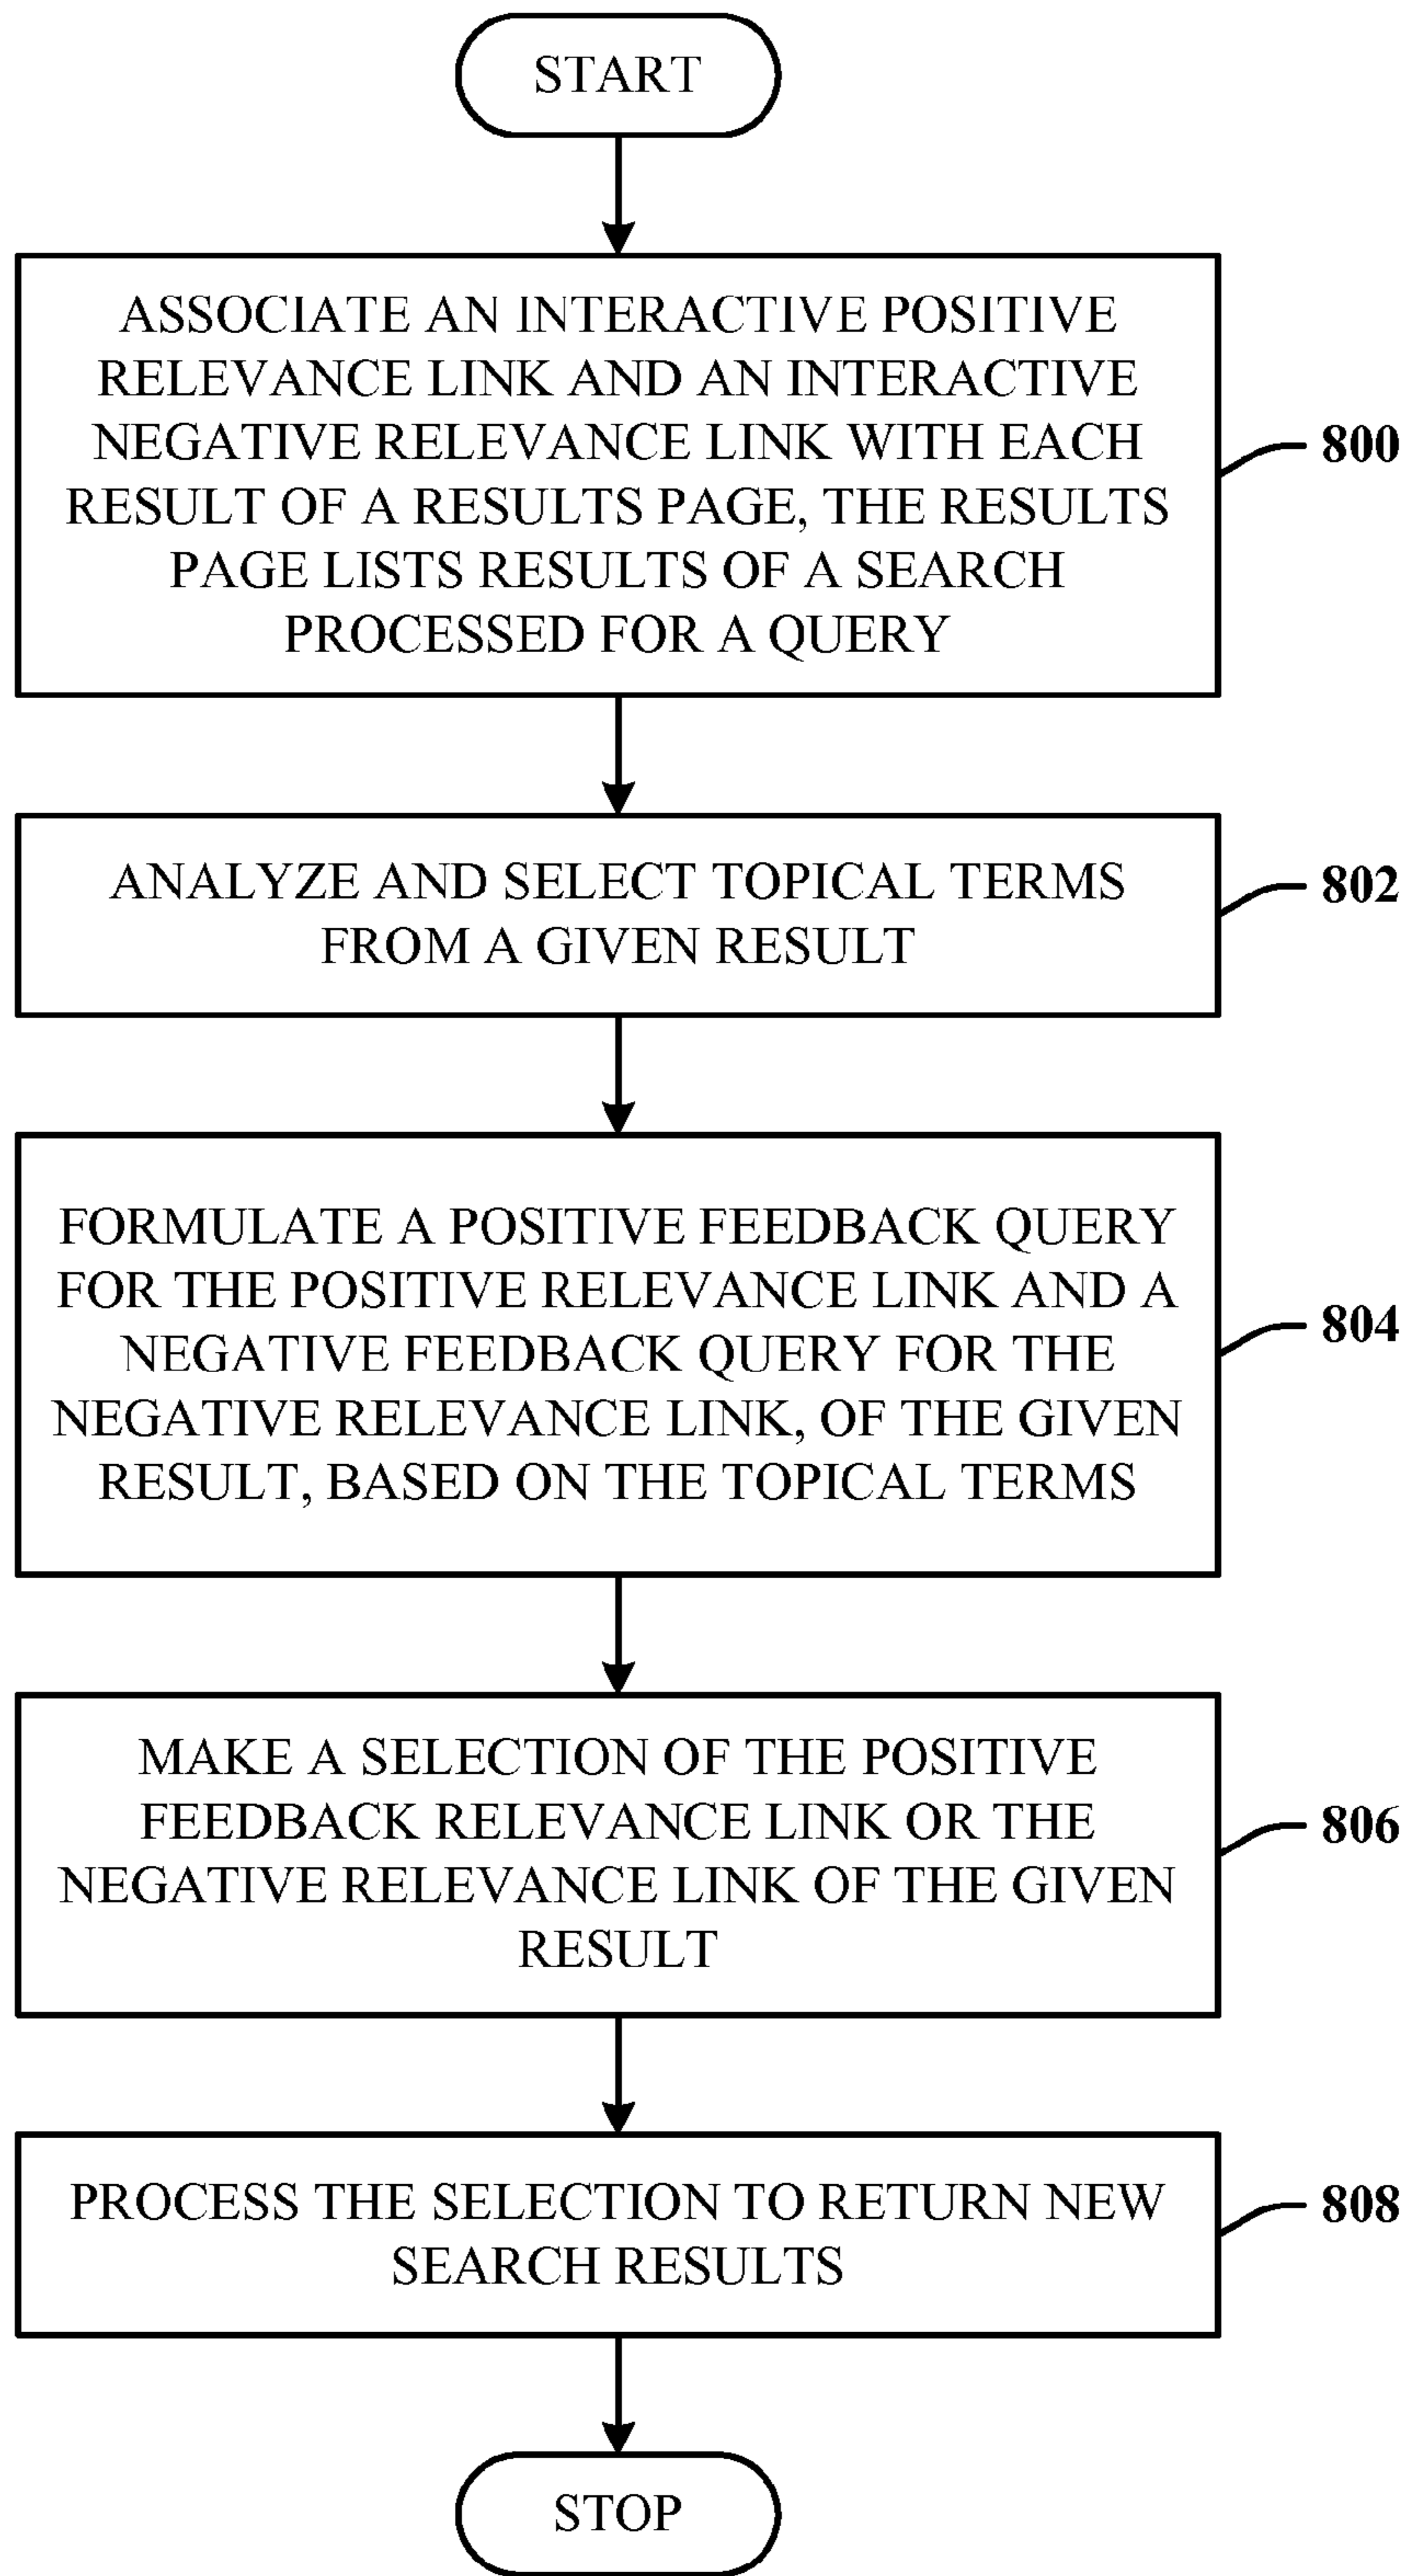 START
ASSOCIATE AN INTERACTIVE POSITIVE
RELEVANCE LINK AND AN INTERACTIVE
NEGATIVE RELEVANCE LINK WITH EACH
RESULT OF A RESULTS PAGE, THE RESULTS
PAGE LISTS RESULTS OF A SEARCH
PROCESSED FOR A QUERY
800
ANALYZE AND SELECT TOPICAL TERMS
FROM A GIVEN RESULT
802
FORMULATE A POSITIVE FEEDBACK QUERY
FOR THE POSITIVE RELEVANCE LINK AND A
NEGATIVE FEEDBACK QUERY FOR THE
NEGATIVE RELEVANCE LINK, OF THE GIVEN
RESULT, BASED ON THE TOPICAL TERMS
804
MAKE A SELECTION OF THE POSITIVE
FEEDBACK RELEVANCE LINK OR THE
NEGATIVE RELEVANCE LINK OF THE GIVEN
RESULT
806
PROCESS THE SELECTION TO RETURN NEW
SEARCH RESULTS
808
STOP